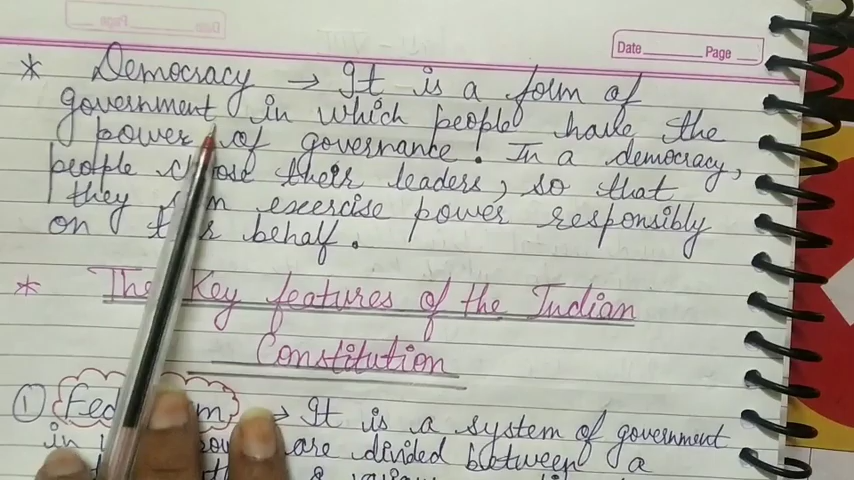 Date Page
* Democracy → It is a form of
government in which people have the
power of governance. In a democracy,
people their leaders, so that
they exercise power responsibly
on behalf.
* The Key features of the Indian
Constitution
① → It is a system of government
in are divided between a